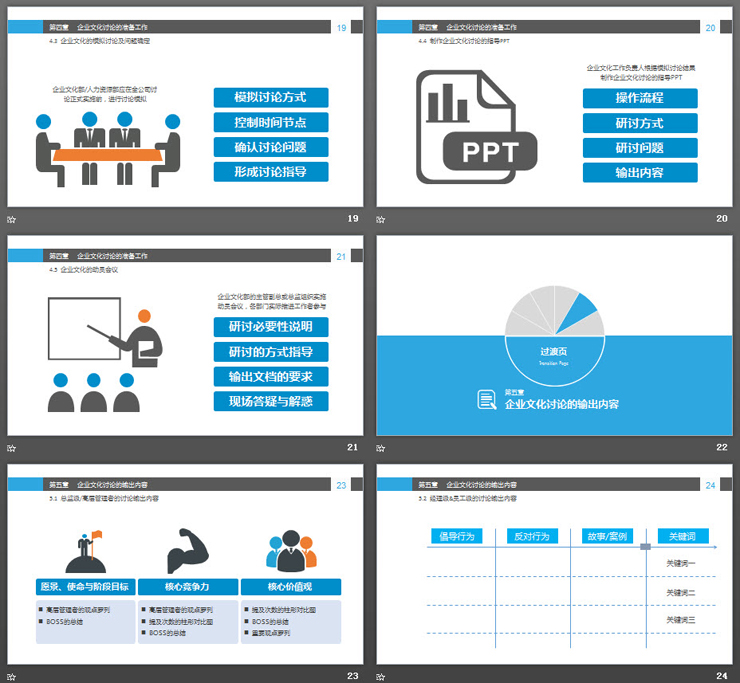 第四章 企业文化讨论的准备工作
19
4.3 企业文化的模拟讨论及问题确定
企业文化部/人力资源部应在全公司讨
论正式实施前，进行讨论模拟
模拟讨论方式
控制时间节点
确认讨论问题
形成讨论指导
19
第四章 企业文化讨论的准备工作
20
4.4 制作企业文化讨论的指导PPT
企业文化工作负责人根据模拟讨论结果
制作企业文化讨论的指导PPT
PPT
操作流程
研讨方式
研讨问题
输出内容
20
第四章 企业文化讨论的准备工作
21
4.5 企业文化的动员会议
企业文化部的主管副总或总监组织实施
动员会议，各部门实际推进工作者参与
研讨必要性说明
研讨的方式指导
输出文档的要求
现场答疑与解惑
21
过渡页
Transition Page
第五章
企业文化讨论的输出内容
22
第五章 企业文化讨论的输出内容
23
5.1 总监级/高层管理者的讨论输出内容
愿景、使命与阶段目标
■ 高层管理者的观点罗列
■ BOSS的总结
核心竞争力
■ 高层管理者的观点罗列
■ 提及次数的柱形对比图
■ BOSS的总结
核心价值观
■ 提及次数的柱形对比图
■ BOSS的总结
■ 重要观点罗列
23
第五章 企业文化讨论的输出内容
24
5.2 经理级&员工级的讨论输出内容
倡导行为
反对行为
故事/案例
关键词
关键词一
关键词二
关键词三
24